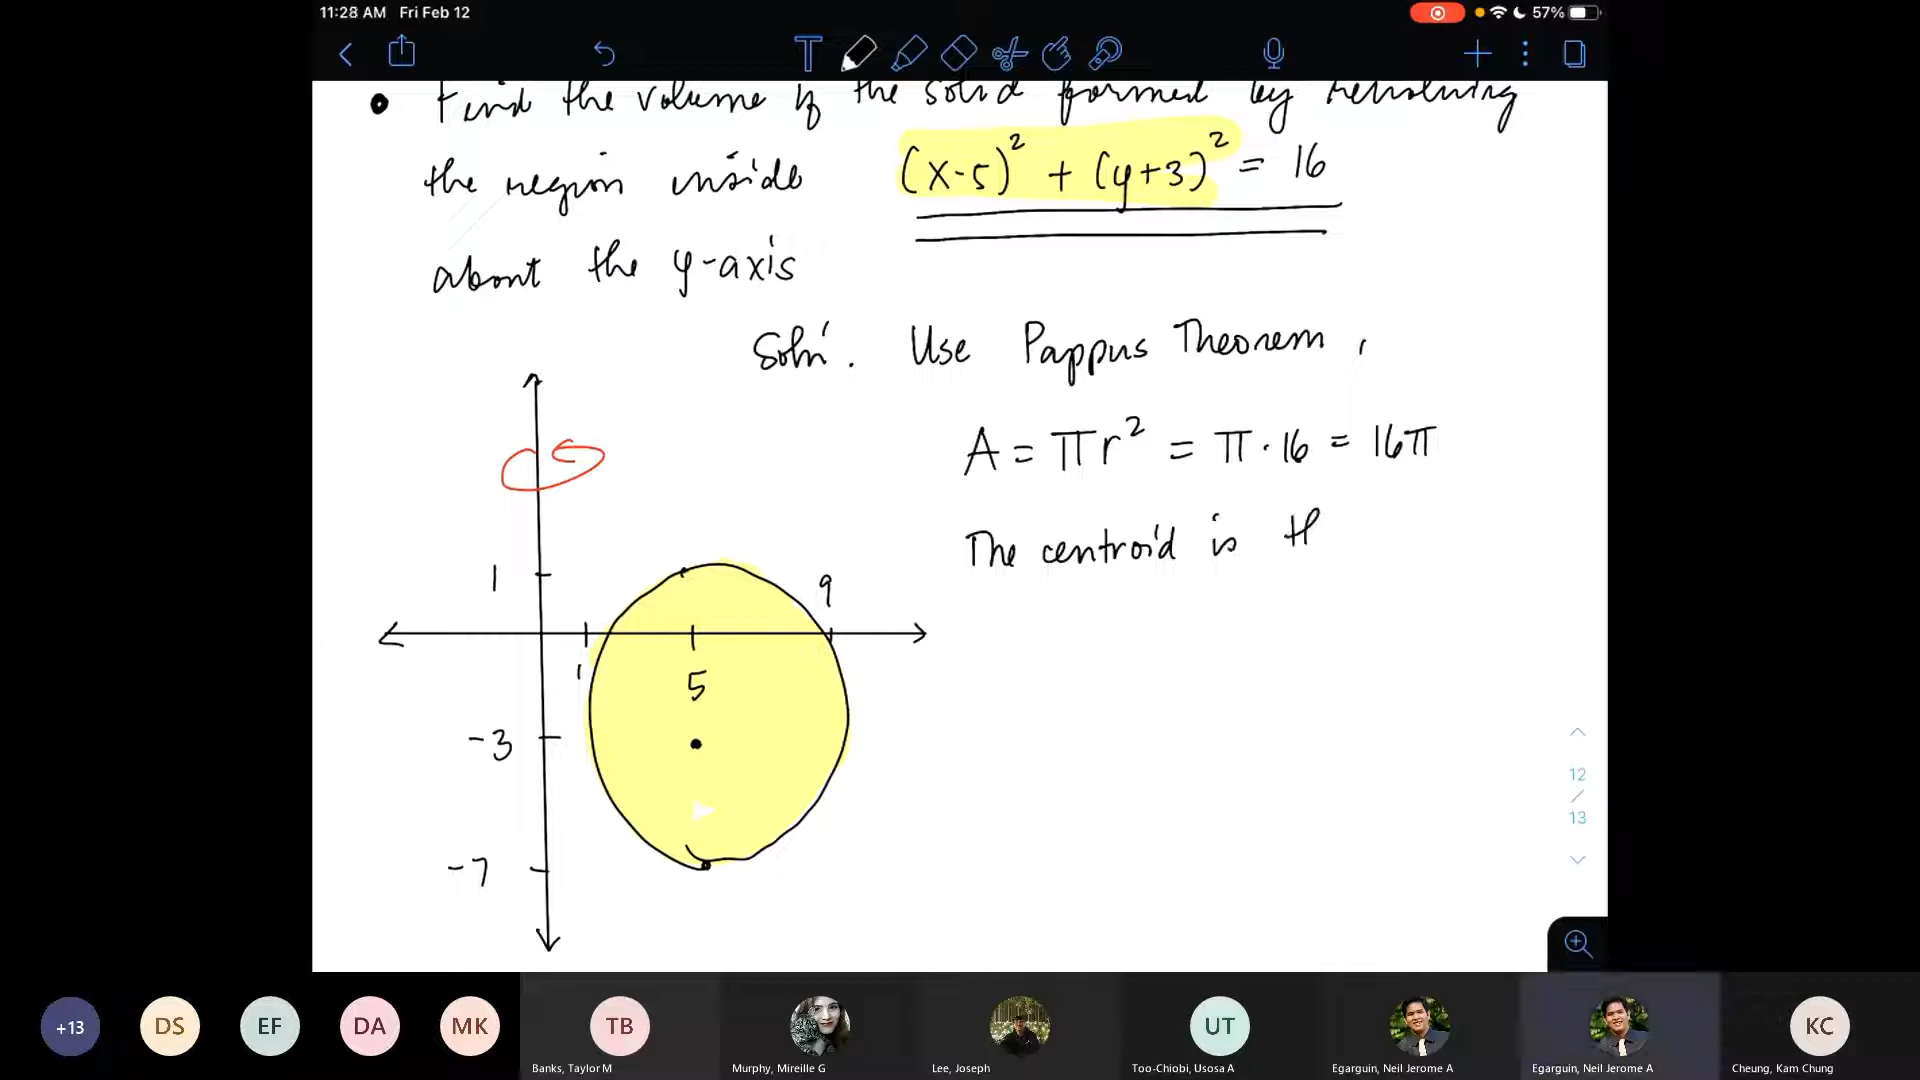 11:28 AM Fri Feb 12
57%
• Find the volume of the solid formed by revolving
the region inside (x-5)² + (y+3)² = 16
about the y-axis
Soln'. Use Pappus Theorem,
A = πr² = π·16 = 16π
The centroid is th
1
9
1
5
-3
-7
12
/
13
+13
DS
EF
DA
MK
TB
UT
KC
Banks, Taylor M
Murphy, Mireille G
Lee, Joseph
Too-Chiobi, Usosa A
Egarguin, Neil Jerome A
Egarguin, Neil Jerome A
Cheung, Kam Chung